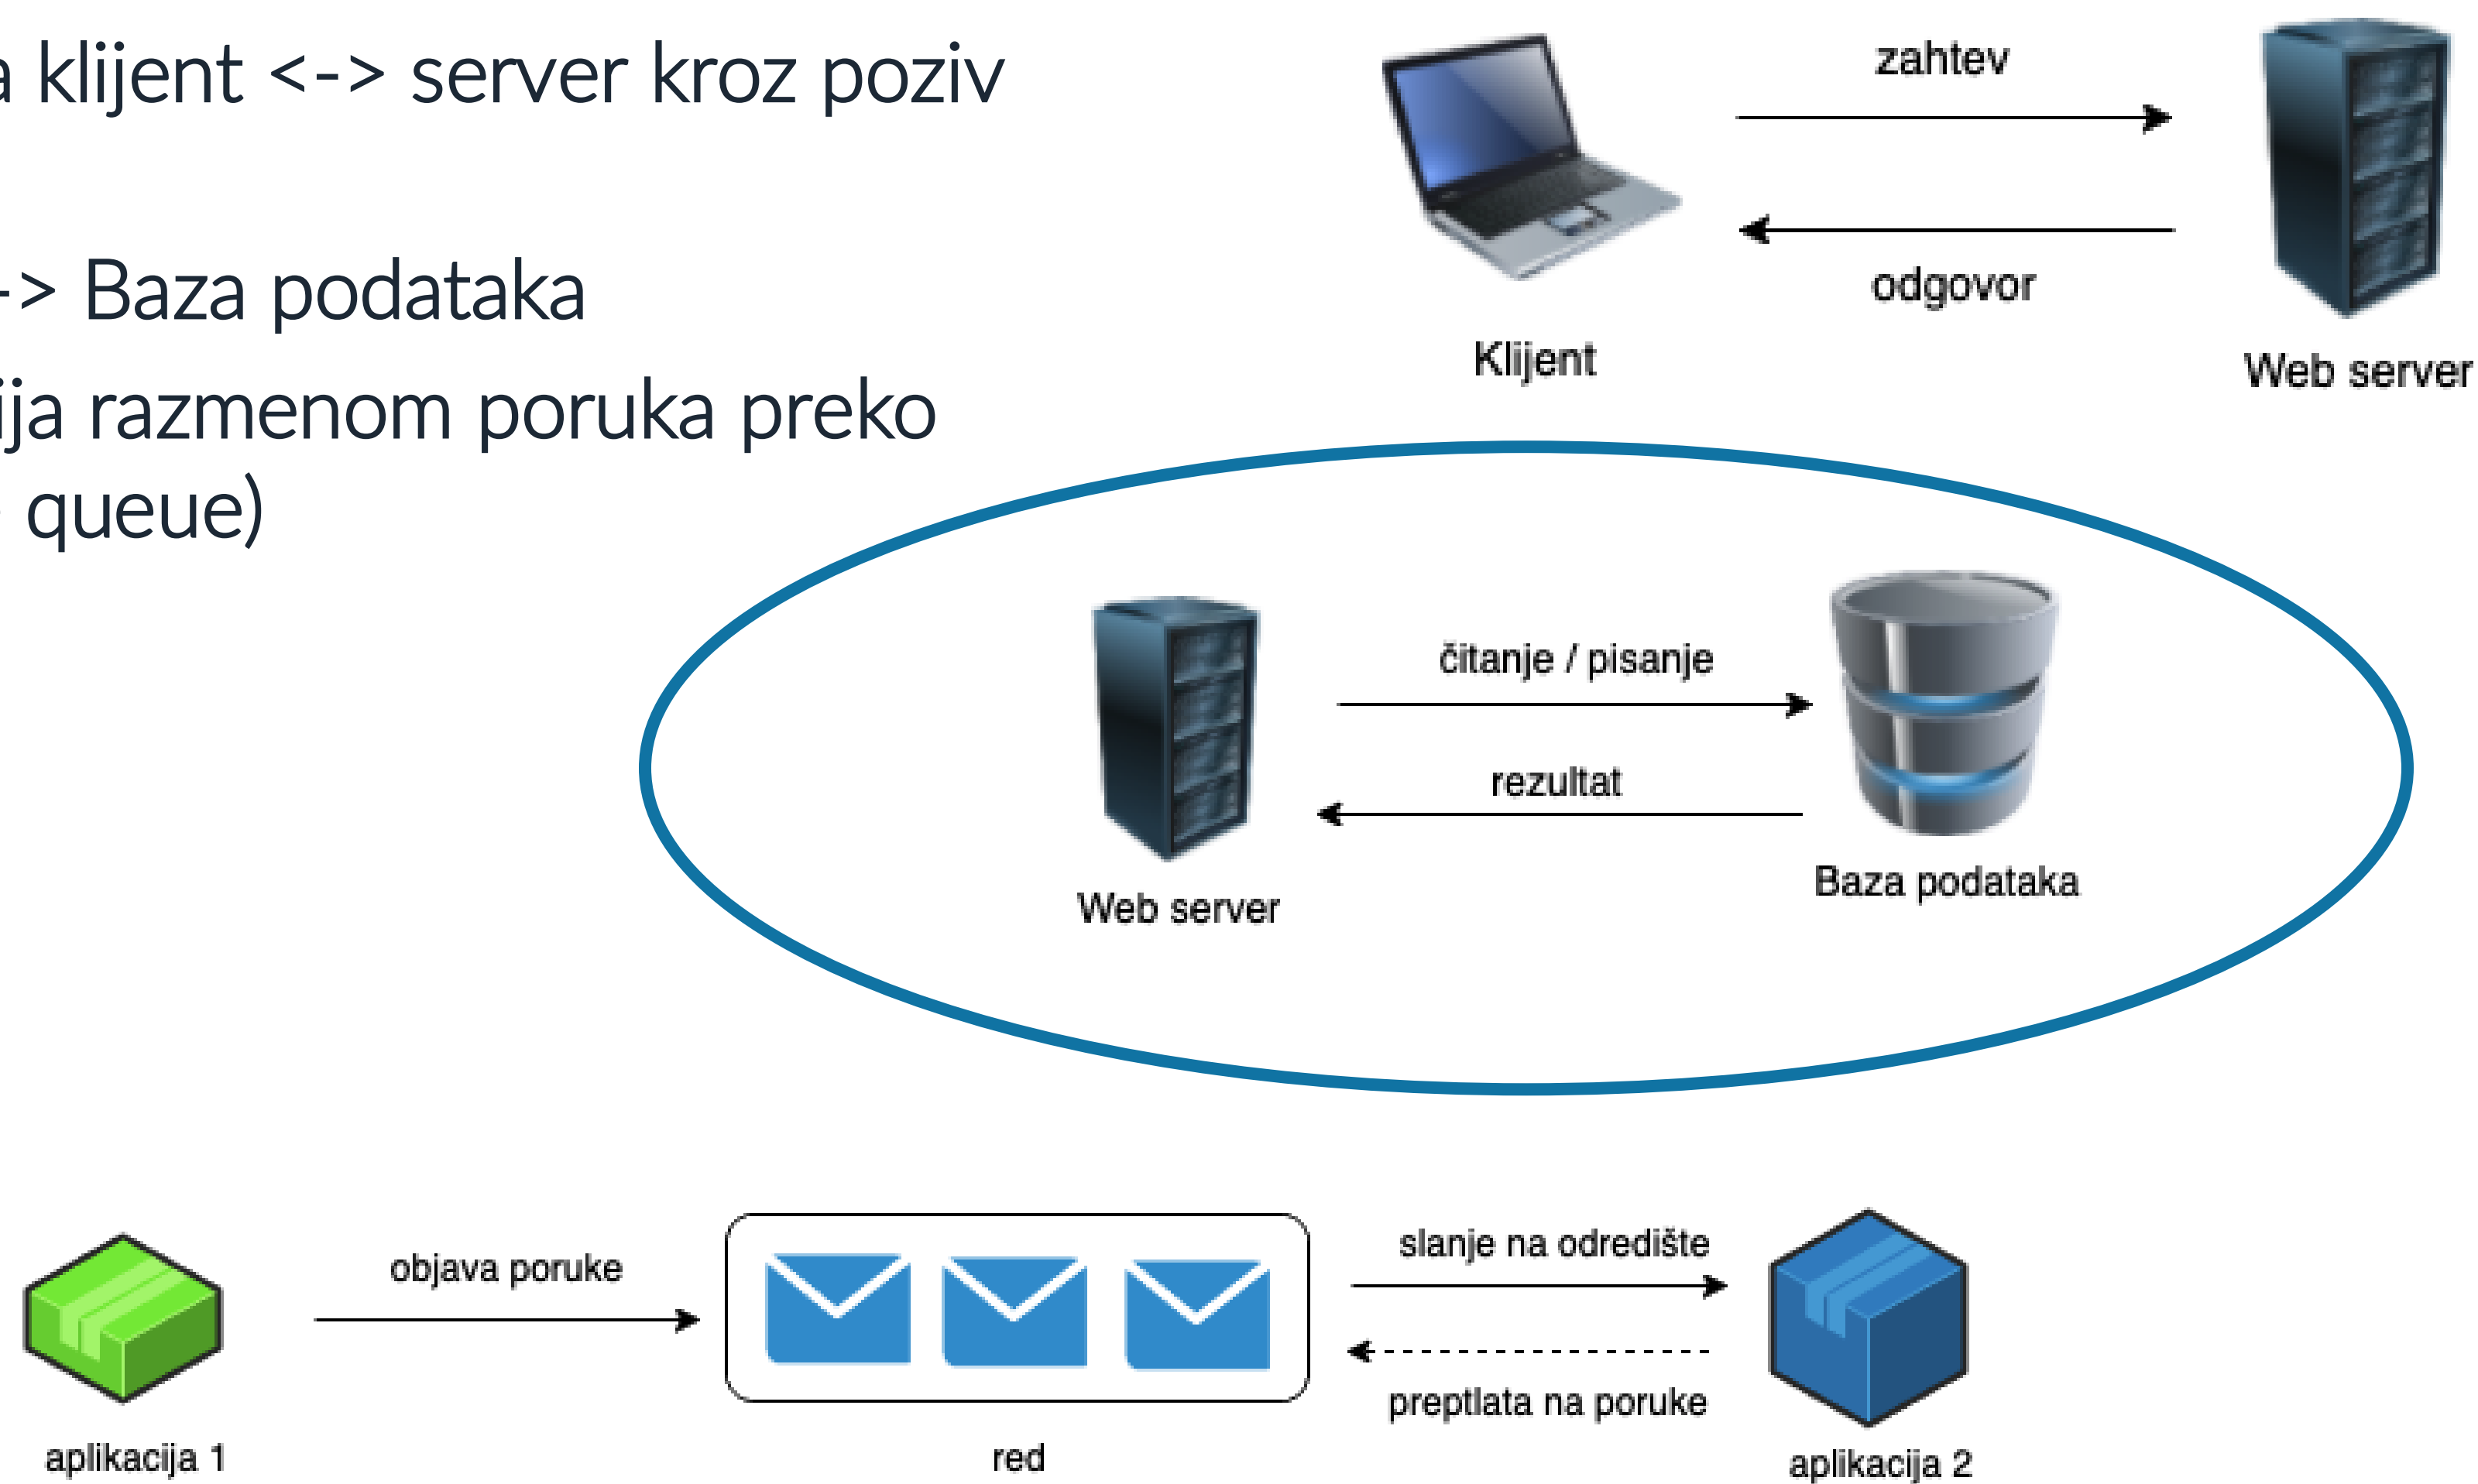 a klijent <-> server kroz poziv
-> Baza podataka
ija razmenom poruka preko
queue)
zahtev
odgovor
Klijent
Web server
čitanje / pisanje
rezultat
Web server
Baza podataka
objava poruke
slanje na odredište
preptlata na poruke
aplikacija 1
red
aplikacija 2